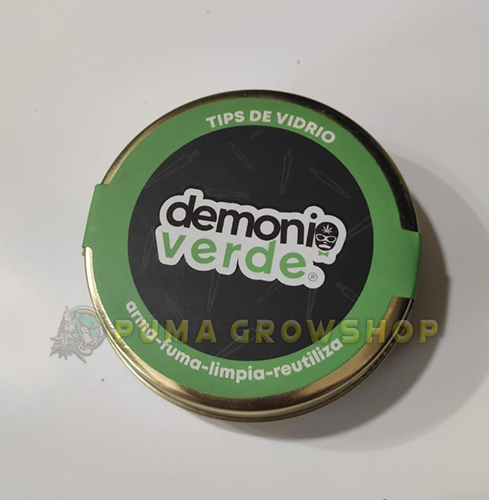 TIPS DE VIDRIO
demonio
verde®
PUMA GROWSHOP
arma-fuma-limpia-reutiliza